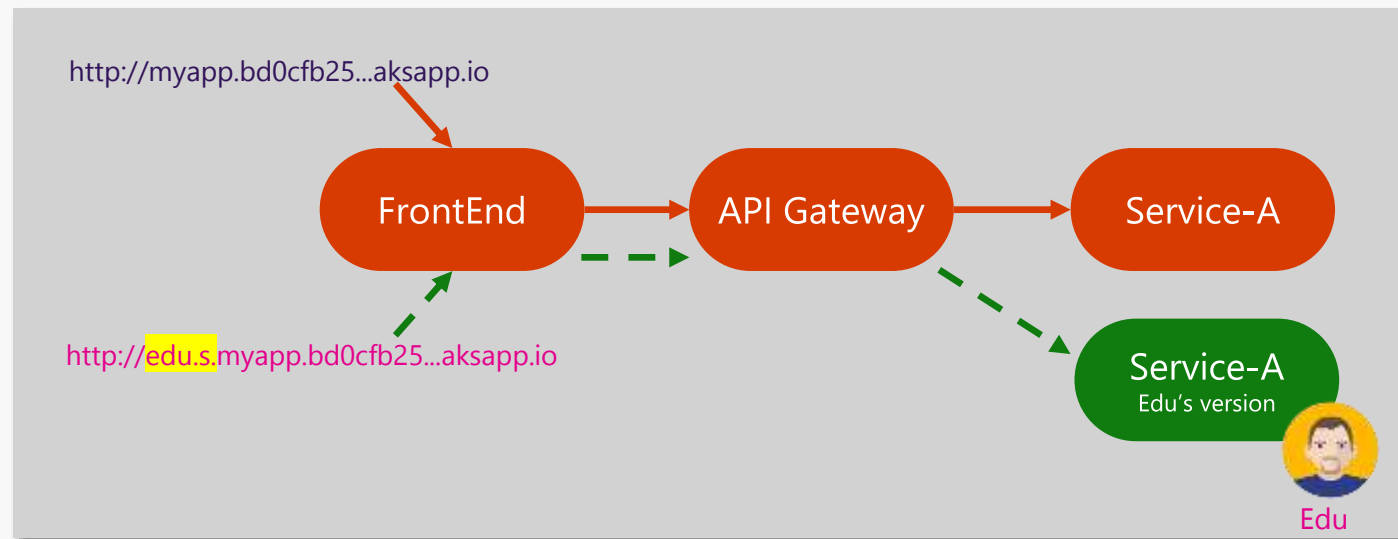 http://myapp.bd0cfb25...aksapp.io
FrontEnd
API Gateway
Service-A
http://edu.s.myapp.bd0cfb25...aksapp.io
Service-A
Edu’s version
Edu